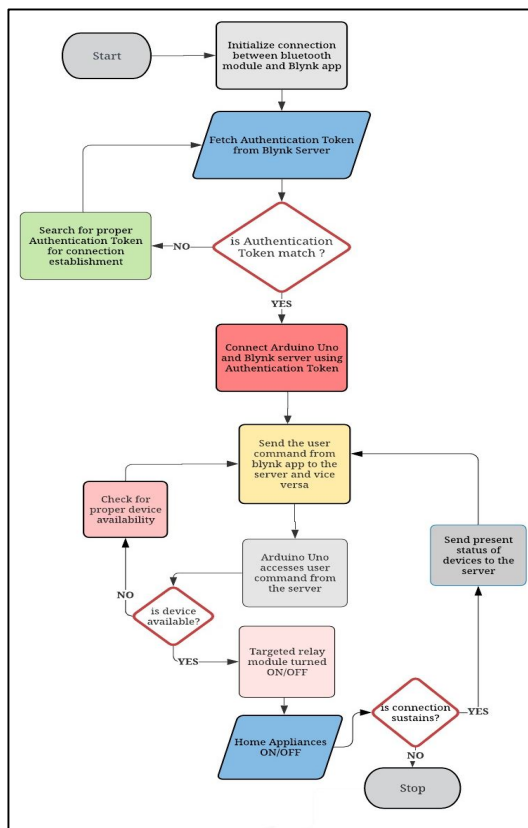 Start
Initialize connection
between bluetooth
module and Blynk app
Fetch Authentication Token
from Blynk Server
Search for proper
Authentication Token
for connection
establishment
NO
is Authentication
Token match ?
YES
Connect Arduino Uno
and Blynk server using
Authentication Token
Send the user
command from
blynk app to the
server and vice
versa
Check for
proper device
availability
Send present
status of
devices to the
server
Arduino Uno
accesses user
command from
the server
NO
is device
available?
YES
Targeted relay
module turned
ON/OFF
Home Appliances
ON/OFF
is connection
sustains?
YES
NO
Stop